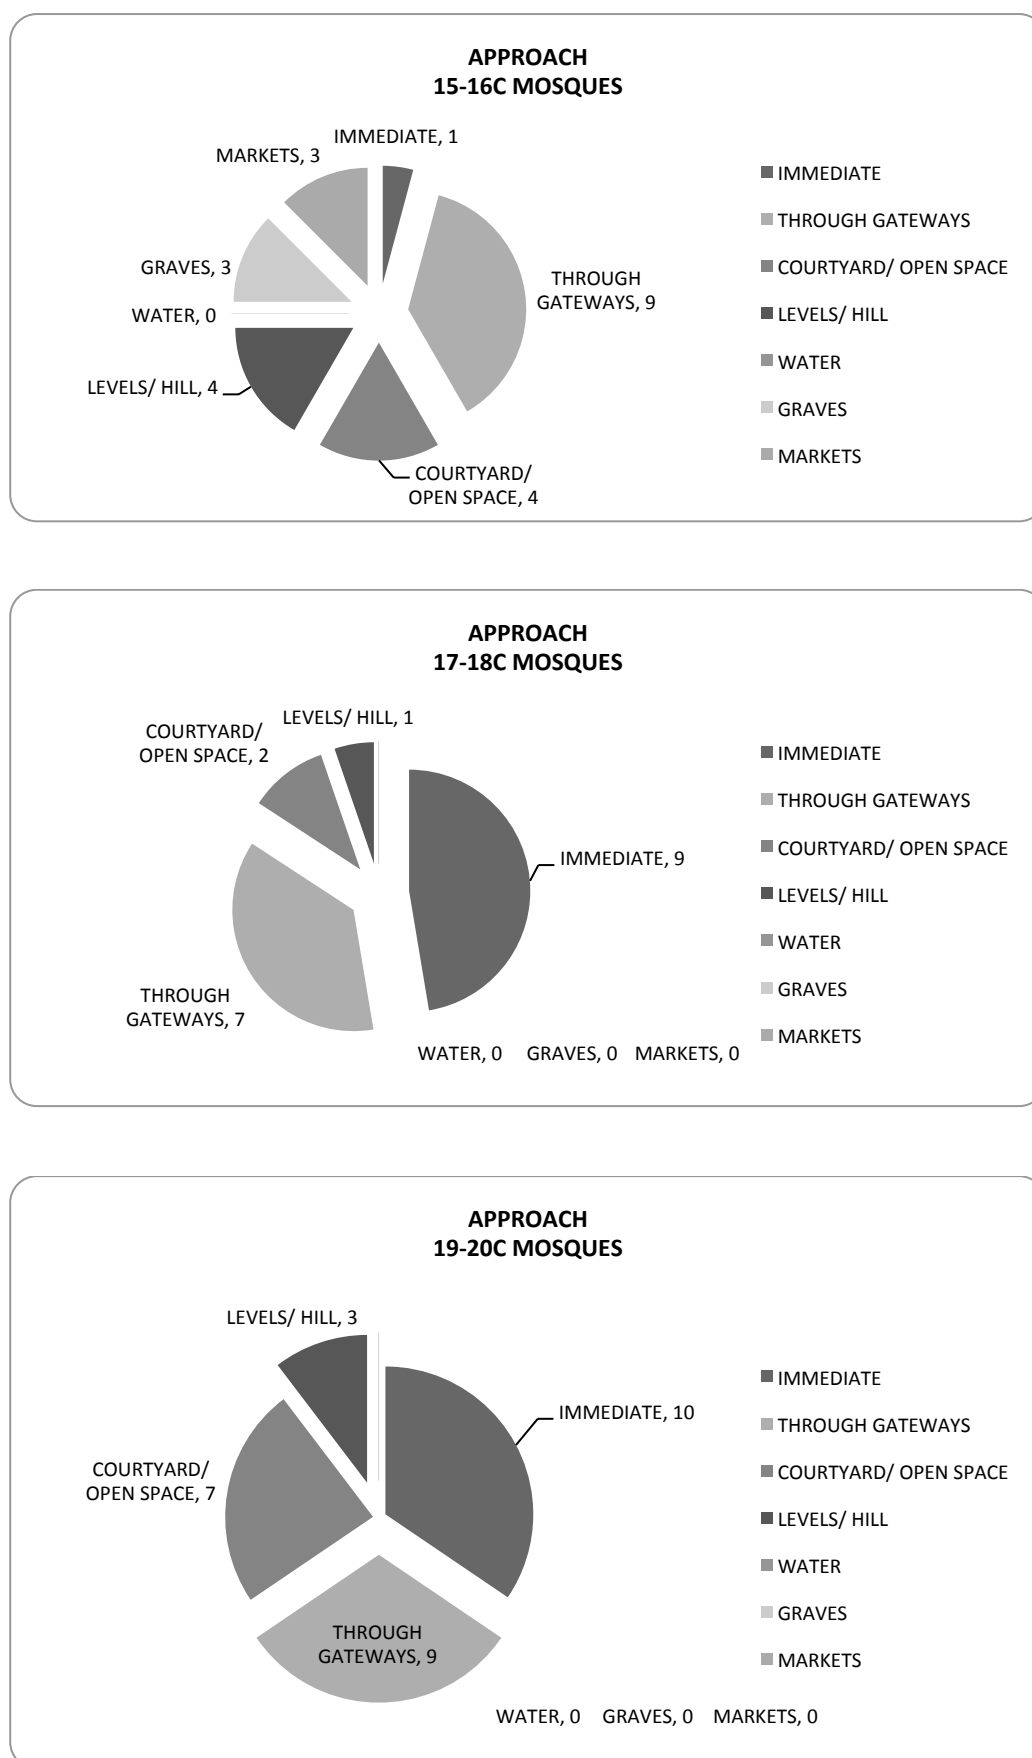 APPROACH
15-16C MOSQUES
IMMEDIATE, 1
MARKETS, 3
THROUGH
GATEWAYS, 9
GRAVES, 3
WATER, 0
LEVELS/ HILL, 4
COURTYARD/
OPEN SPACE, 4
IMMEDIATE
THROUGH GATEWAYS
COURTYARD/ OPEN SPACE
LEVELS/ HILL
WATER
GRAVES
MARKETS
APPROACH
17-18C MOSQUES
LEVELS/ HILL, 1
COURTYARD/
OPEN SPACE, 2
IMMEDIATE, 9
THROUGH
GATEWAYS, 7
WATER, 0 GRAVES, 0 MARKETS, 0
IMMEDIATE
THROUGH GATEWAYS
COURTYARD/ OPEN SPACE
LEVELS/ HILL
WATER
GRAVES
MARKETS
APPROACH
19-20C MOSQUES
LEVELS/ HILL, 3
IMMEDIATE, 10
COURTYARD/
OPEN SPACE, 7
THROUGH
GATEWAYS, 9
WATER, 0 GRAVES, 0 MARKETS, 0
IMMEDIATE
THROUGH GATEWAYS
COURTYARD/ OPEN SPACE
LEVELS/ HILL
WATER
GRAVES
MARKETS